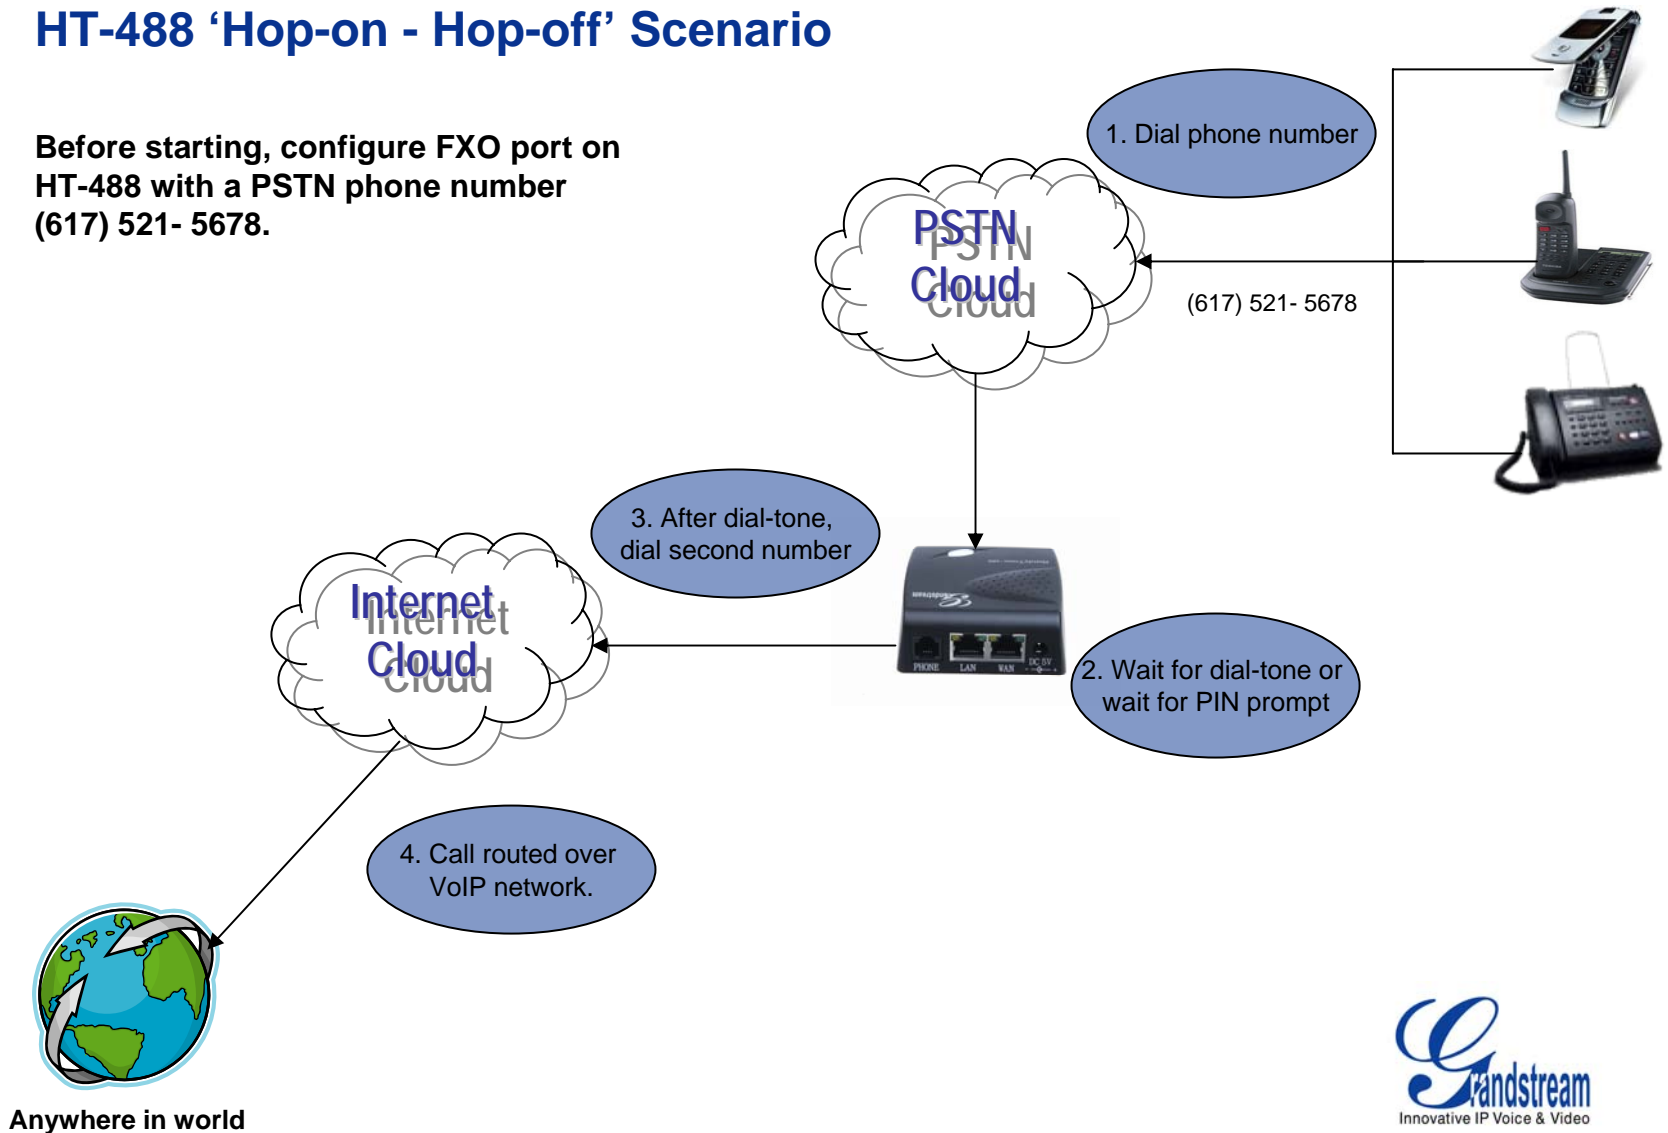 HT-488 ‘Hop-on - Hop-off’ Scenario
Before starting, configure FXO port on
HT-488 with a PSTN phone number
(617) 521- 5678.
1. Dial phone number
PSTN
Cloud
(617) 521- 5678
3. After dial-tone,
dial second number
Internet
Cloud
Grandstream
PHONE LAN WAN DC 5V
2. Wait for dial-tone or
wait for PIN prompt
4. Call routed over
VoIP network.
Anywhere in world
Grandstream
Innovative IP Voice & Video